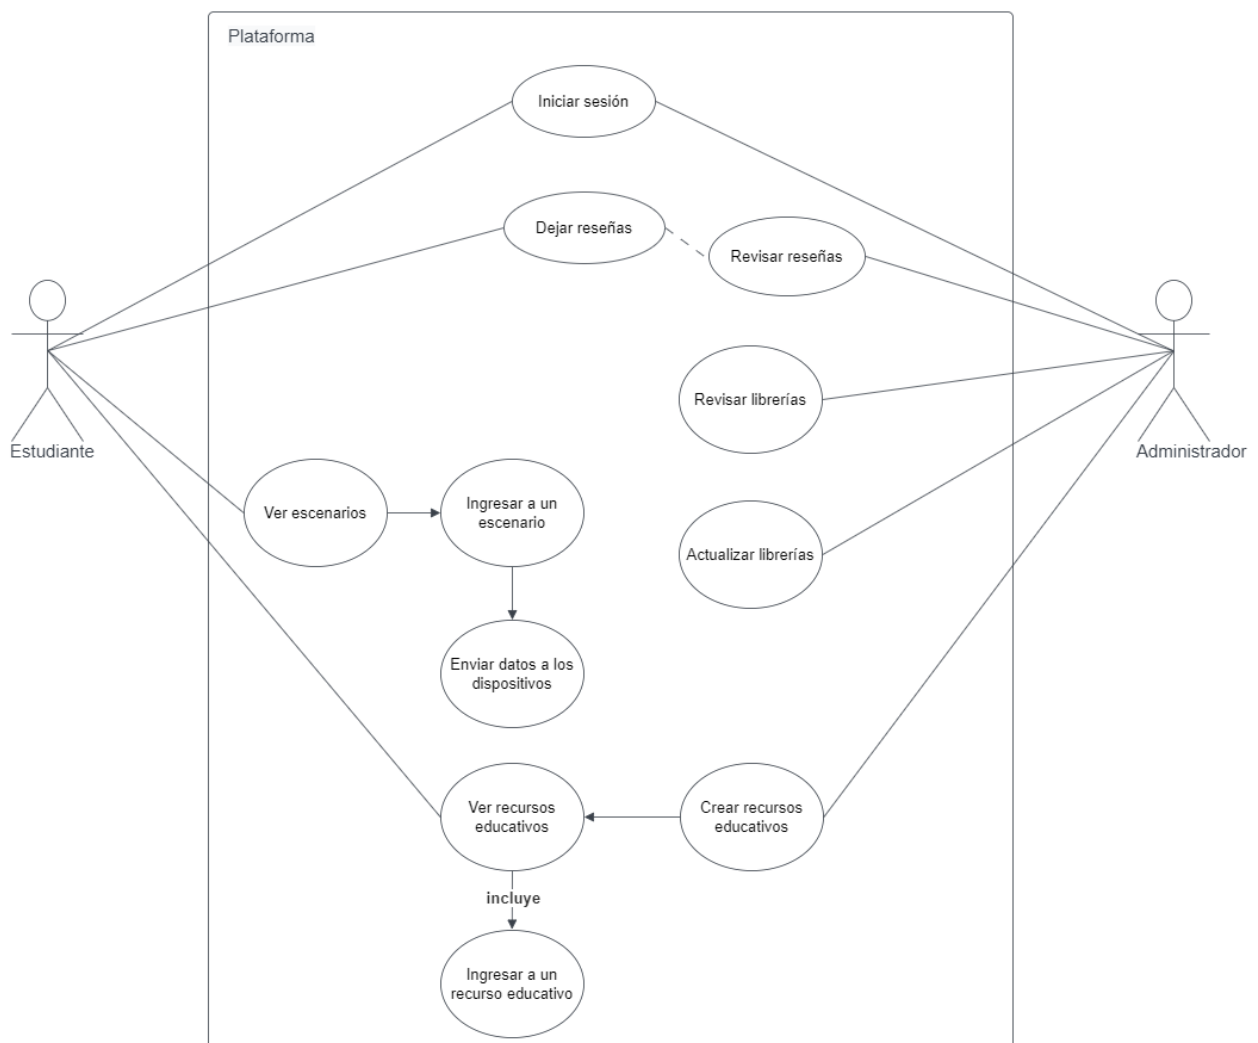 Plataforma
Iniciar sesión
Dejar reseñas
Revisar reseñas
Revisar librerías
Estudiante
Administrador
Ver escenarios
Ingresar a un
escenario
Actualizar librerías
Enviar datos a los
dispositivos
Ver recursos
educativos
Crear recursos
educativos
incluye
Ingresar a un
recurso educativo